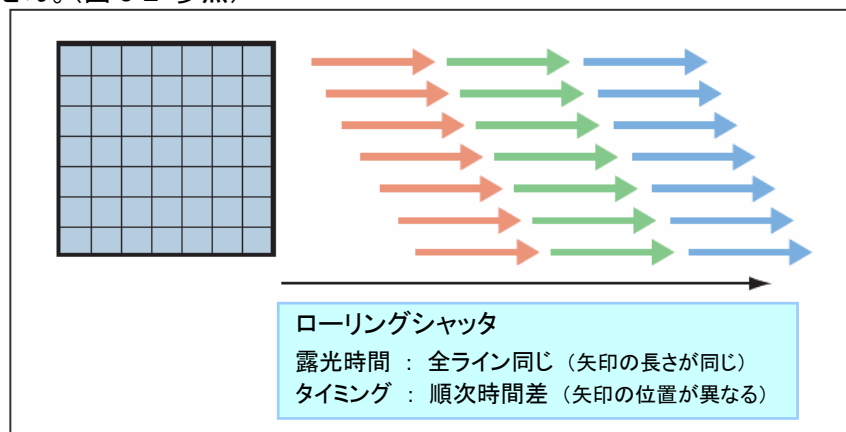 ローリングシャッタ
露光時間 : 全ライン同じ (矢印の長さが同じ)
タイミング : 順次時間差 (矢印の位置が異なる)